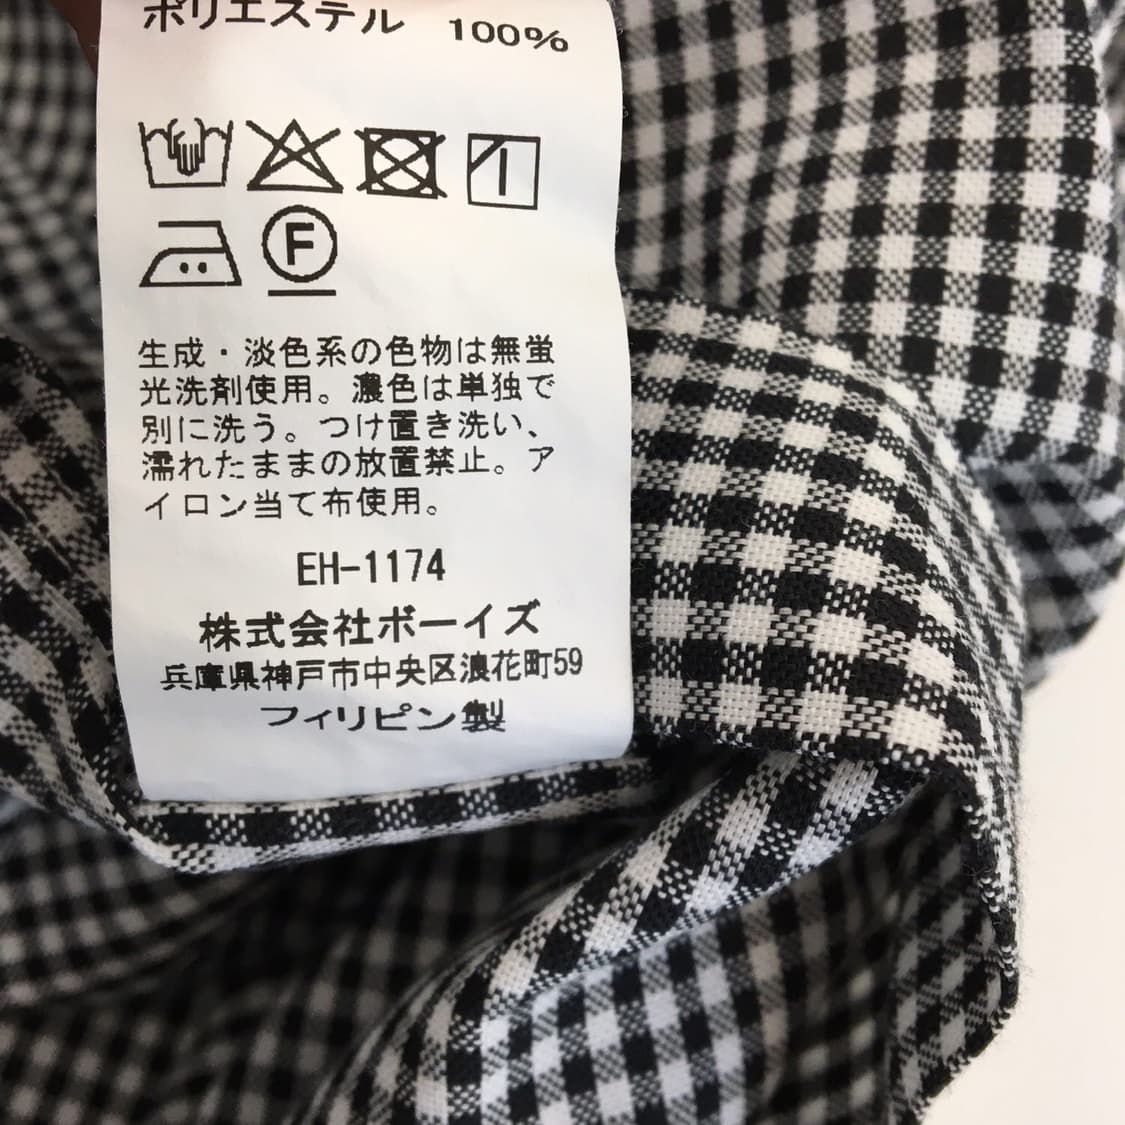 ポリエステル 100%
F
生成・淡色系の色物は無蛍
光洗剤使用。濃色は単独で
別に洗う。つけ置き洗い、
濡れたままの放置禁止。ア
イロン当て布使用。
EH-1174
株式会社ボーイズ
兵庫県神戸市中央区浪花町59
フィリピン製